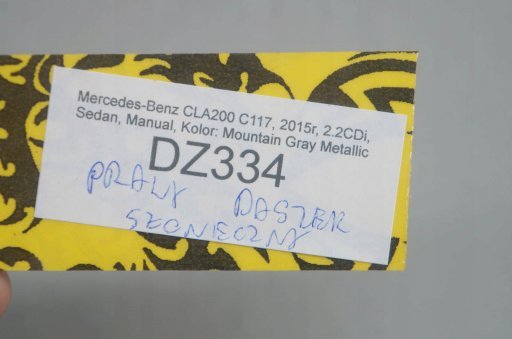 Mercedes-Benz CLA200 C117, 2015r, 2.2CDi,
Sedan, Manual, Kolor: Mountain Gray Metallic
DZ334
PRAWY DASZEK
SŁONECZNY